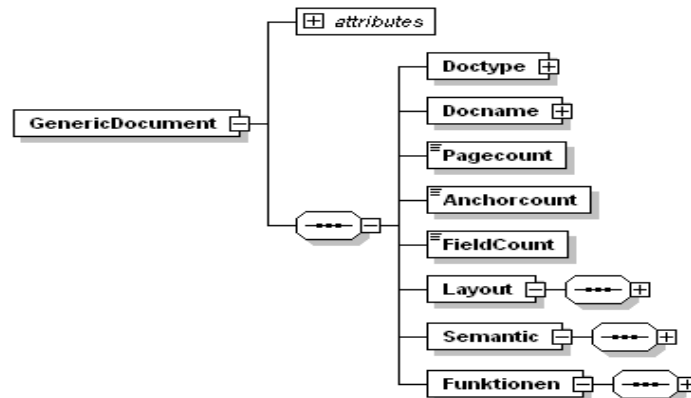 attributes
Doctype
Docname
GenericDocument
Pagecount
Anchorcount
FieldCount
Layout
Semantic
Funktionen